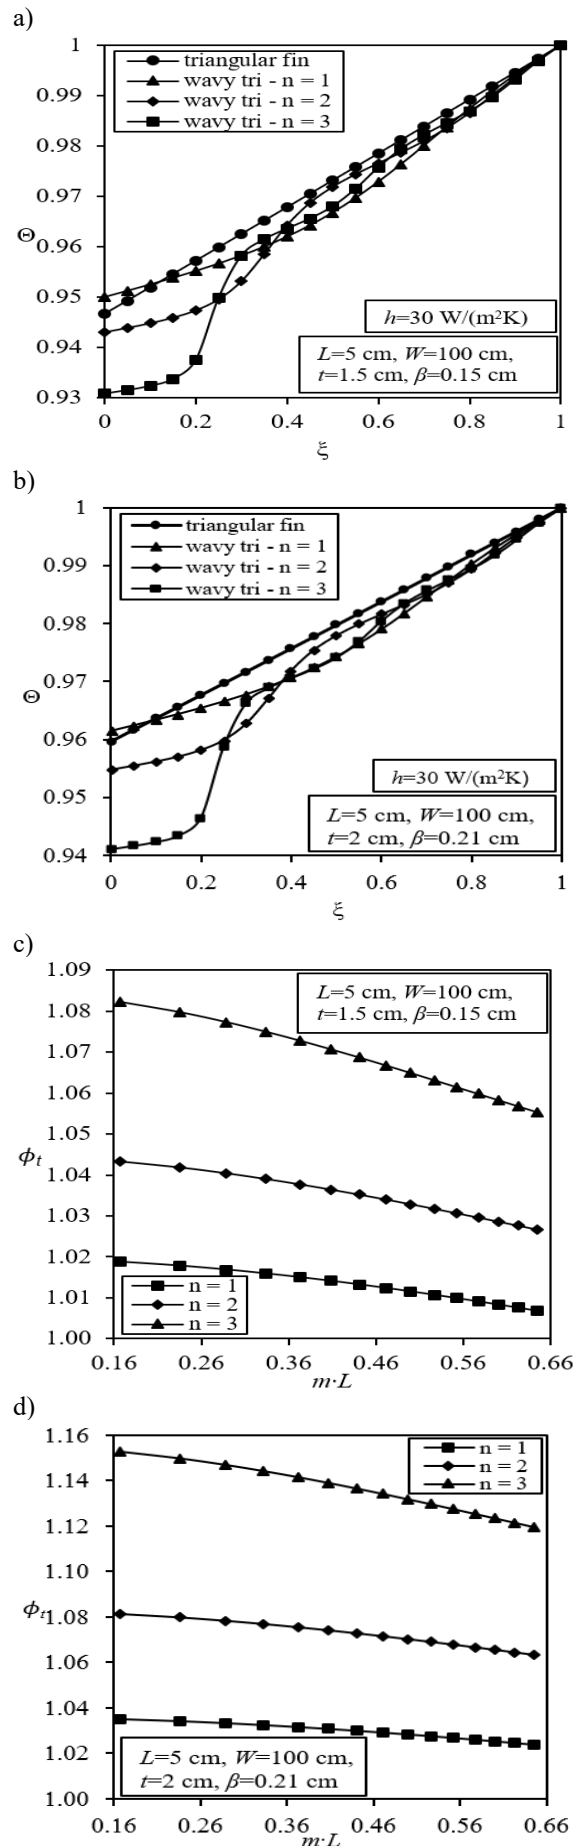 a)
1
0.99
0.98
0.97
0.96
0.95
0.94
0.93
Θ
triangular fin
wavy tri - n = 1
wavy tri - n = 2
wavy tri - n = 3
h=30 W/(m²K)
L=5 cm, W=100 cm,
t=1.5 cm, β=0.15 cm
0 0.2 0.4 0.6 0.8 1
ξ
b)
1
0.99
0.98
0.97
0.96
0.95
0.94
Θ
triangular fin
wavy tri - n = 1
wavy tri - n = 2
wavy tri - n = 3
h=30 W/(m²K)
L=5 cm, W=100 cm,
t=2 cm, β=0.21 cm
0 0.2 0.4 0.6 0.8 1
ξ
c)
1.09
1.08
1.07
1.06
1.05
1.04
1.03
1.02
1.01
1.00
ϕt
L=5 cm, W=100 cm,
t=1.5 cm, β=0.15 cm
n = 1
n = 2
n = 3
0.16 0.26 0.36 0.46 0.56 0.66
m·L
d)
1.16
1.14
1.12
1.10
1.08
1.06
1.04
1.02
1.00
ϕt
n = 1
n = 2
n = 3
L=5 cm, W=100 cm,
t=2 cm, β=0.21 cm
0.16 0.26 0.36 0.46 0.56 0.66
m·L